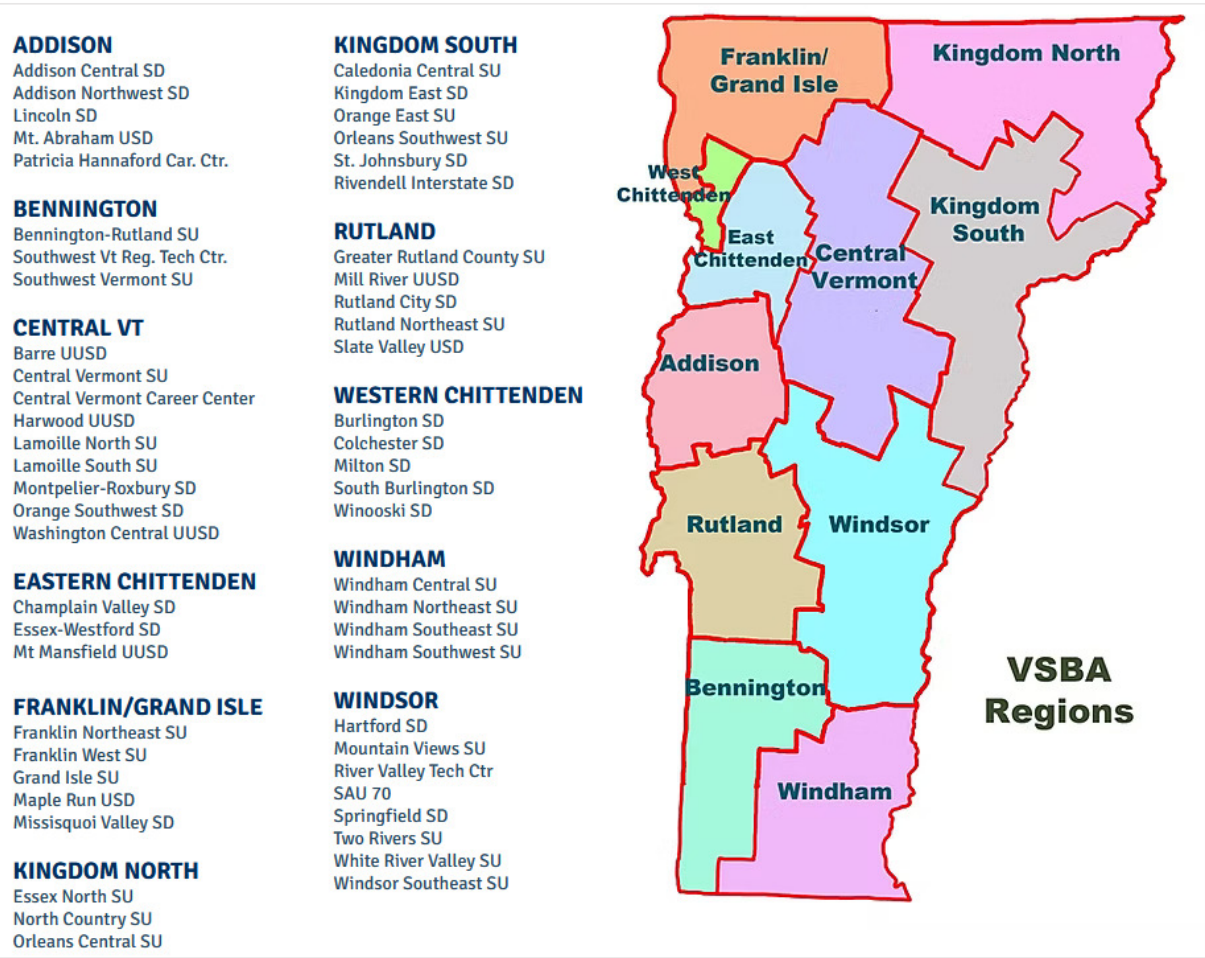 ADDISON
Addison Central SD
Addison Northwest SD
Lincoln SD
Mt. Abraham USD
Patricia Hannaford Car. Ctr.
BENNINGTON
Bennington-Rutland SU
Southwest Vt Reg. Tech Ctr.
Southwest Vermont SU
CENTRAL VT
Barre UUSD
Central Vermont SU
Central Vermont Career Center
Harwood UUSD
Lamoille North SU
Lamoille South SU
Montpelier-Roxbury SD
Orange Southwest SD
Washington Central UUSD
EASTERN CHITTENDEN
Champlain Valley SD
Essex-Westford SD
Mt Mansfield UUSD
FRANKLIN/GRAND ISLE
Franklin Northeast SU
Franklin West SU
Grand Isle SU
Maple Run USD
Missisquoi Valley SD
KINGDOM NORTH
Essex North SU
North Country SU
Orleans Central SU
KINGDOM SOUTH
Caledonia Central SU
Kingdom East SD
Orange East SU
Orleans Southwest SU
St. Johnsbury SD
Rivendell Interstate SD
RUTLAND
Greater Rutland County SU
Mill River UUSD
Rutland City SD
Rutland Northeast SU
Slate Valley USD
WESTERN CHITTENDEN
Burlington SD
Colchester SD
Milton SD
South Burlington SD
Winooski SD
WINDHAM
Windham Central SU
Windham Northeast SU
Windham Southeast SU
Windham Southwest SU
WINDSOR
Hartford SD
Mountain Views SU
River Valley Tech Ctr
SAU 70
Springfield SD
Two Rivers SU
White River Valley SU
Windsor Southeast SU
Franklin/
Grand Isle
Kingdom North
West
Chittenden
Kingdom
South
East
Chittenden
Central
Vermont
Addison
Rutland
Windsor
Bennington
Windham
VSBA
Regions